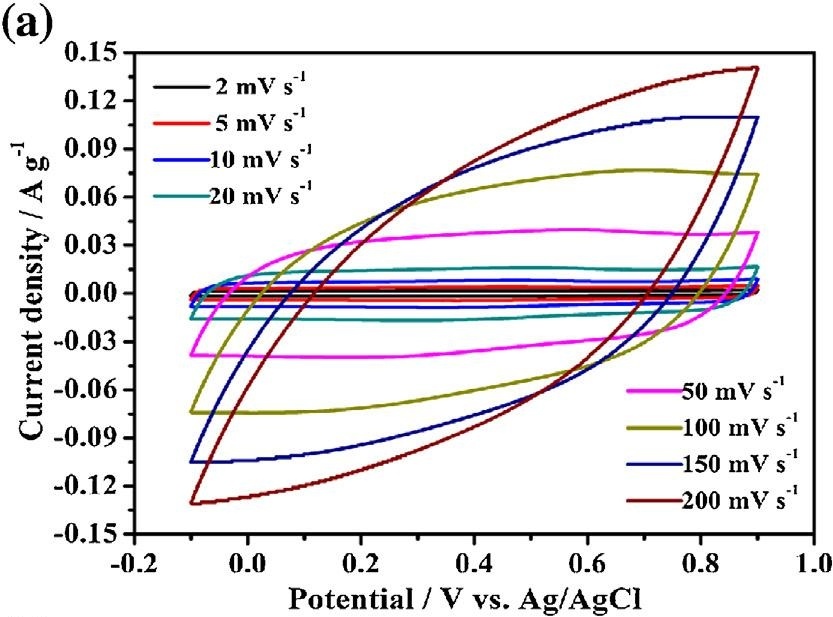 (a)
0.15
0.12
0.09
0.06
0.03
0.00
-0.03
-0.06
-0.09
-0.12
-0.15
Current density / A g⁻¹
2 mV s⁻¹
5 mV s⁻¹
10 mV s⁻¹
20 mV s⁻¹
50 mV s⁻¹
100 mV s⁻¹
150 mV s⁻¹
200 mV s⁻¹
-0.2 0.0 0.2 0.4 0.6 0.8 1.0
Potential / V vs. Ag/AgCl